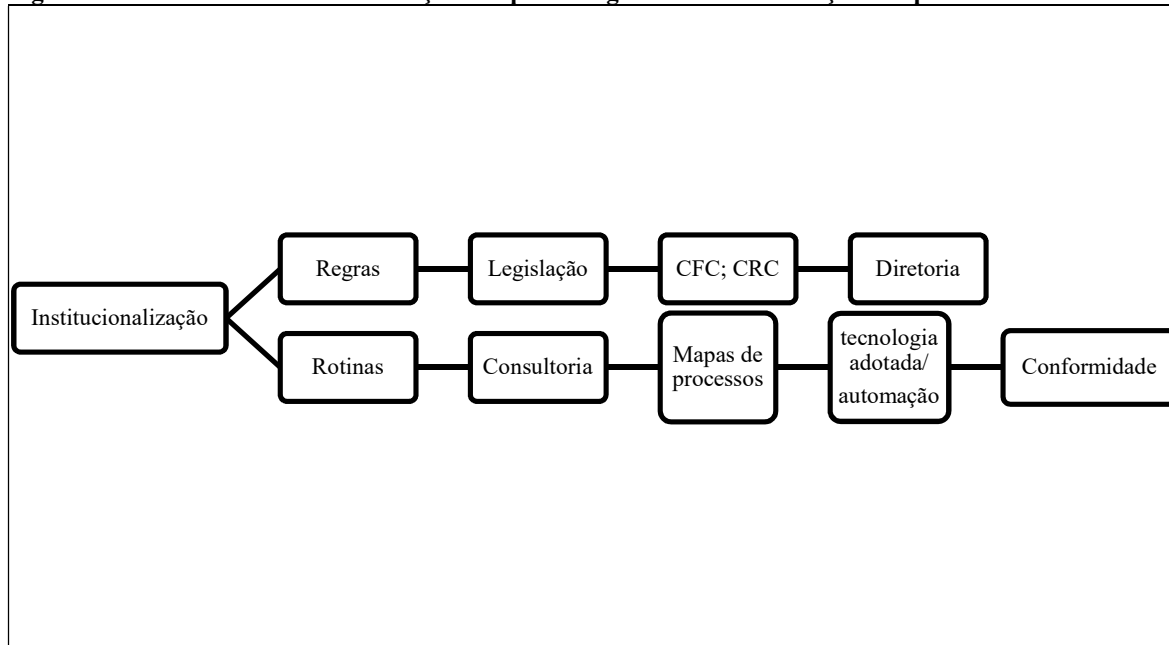 Institucionalização
Regras
Legislação
CFC; CRC
Diretoria
Rotinas
Consultoria
Mapas de
processos
tecnologia
adotada/
automação
Conformidade